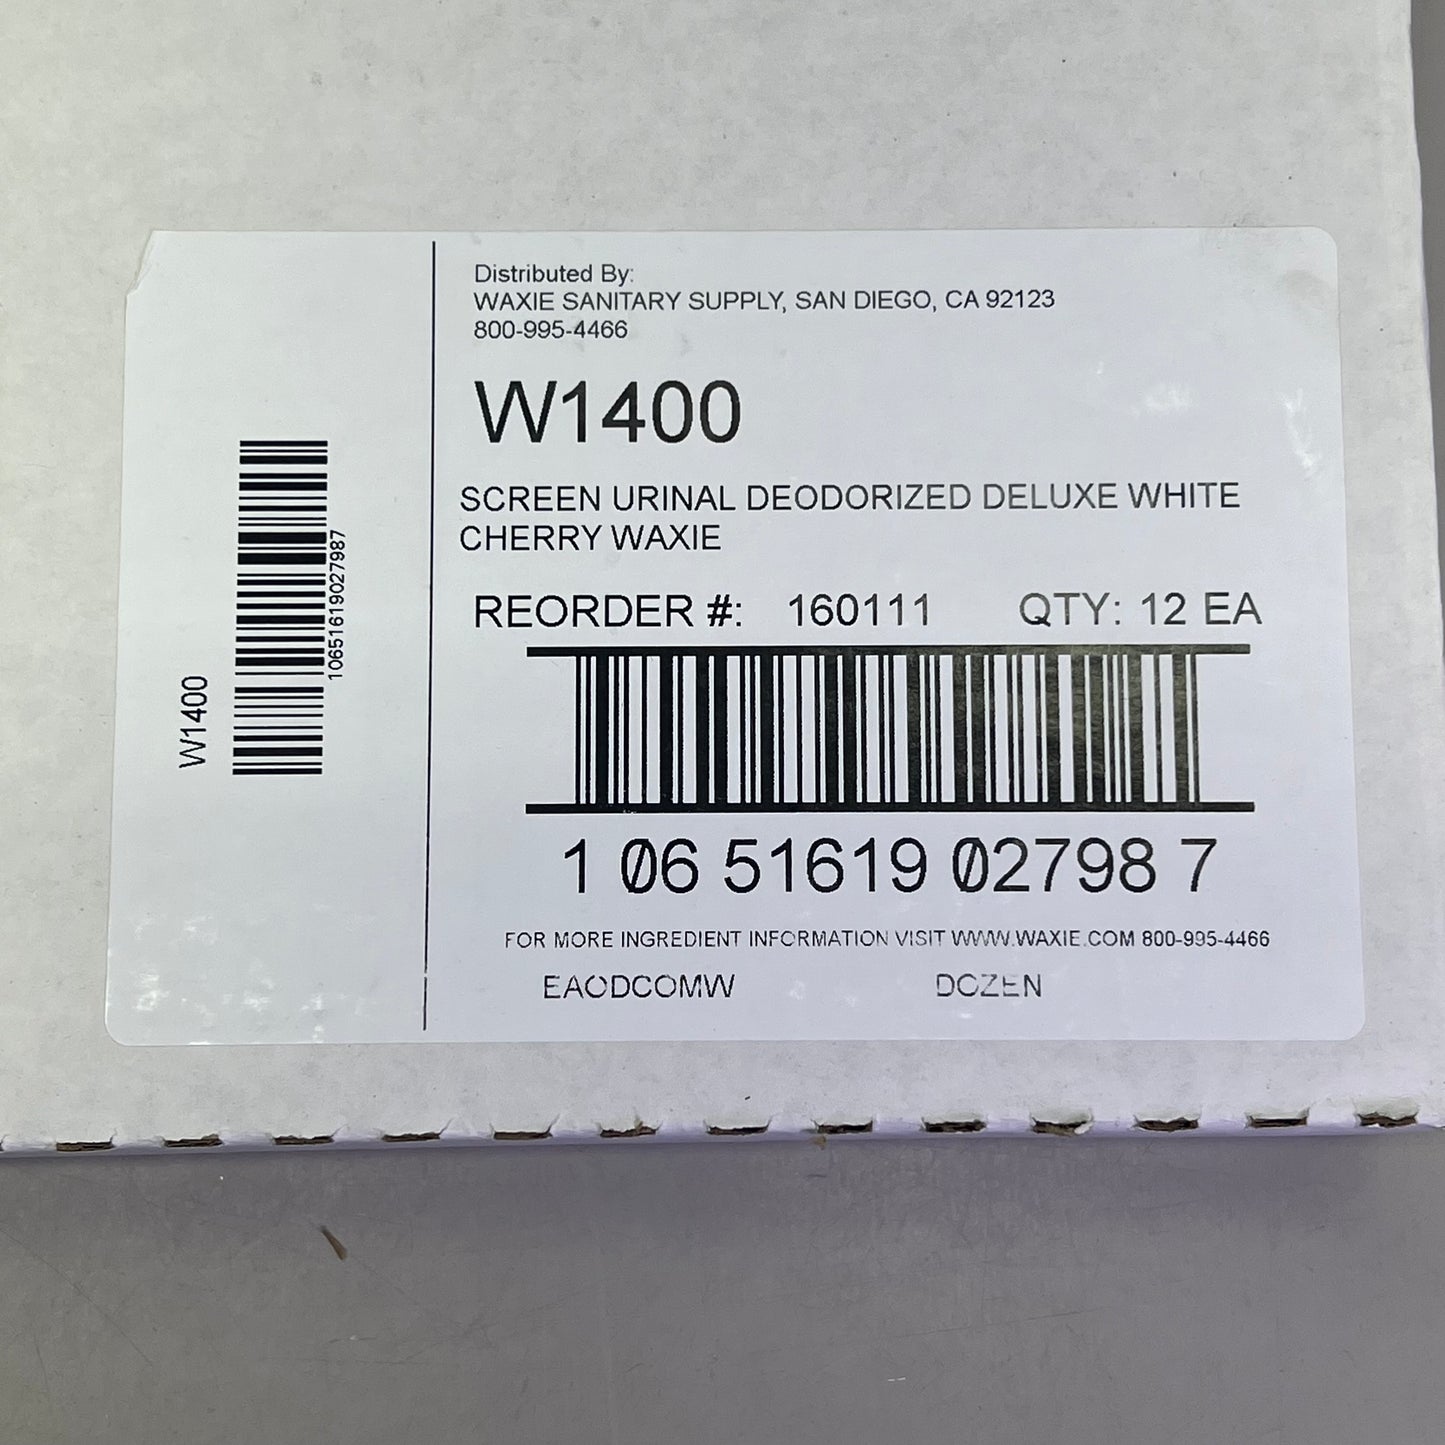 Distributed By:
WAXIE SANITARY SUPPLY, SAN DIEGO, CA 92123
800-995-4466
W1400
SCREEN URINAL DEODORIZED DELUXE WHITE
CHERRY WAXIE
REORDER #: 160111 QTY: 12 EA
1 06 51619 02798 7
FOR MORE INGREDIENT INFORMATION VISIT WWW.WAXIE.COM 800-995-4466
EAODCOMW DOZEN
W1400
10651619027987